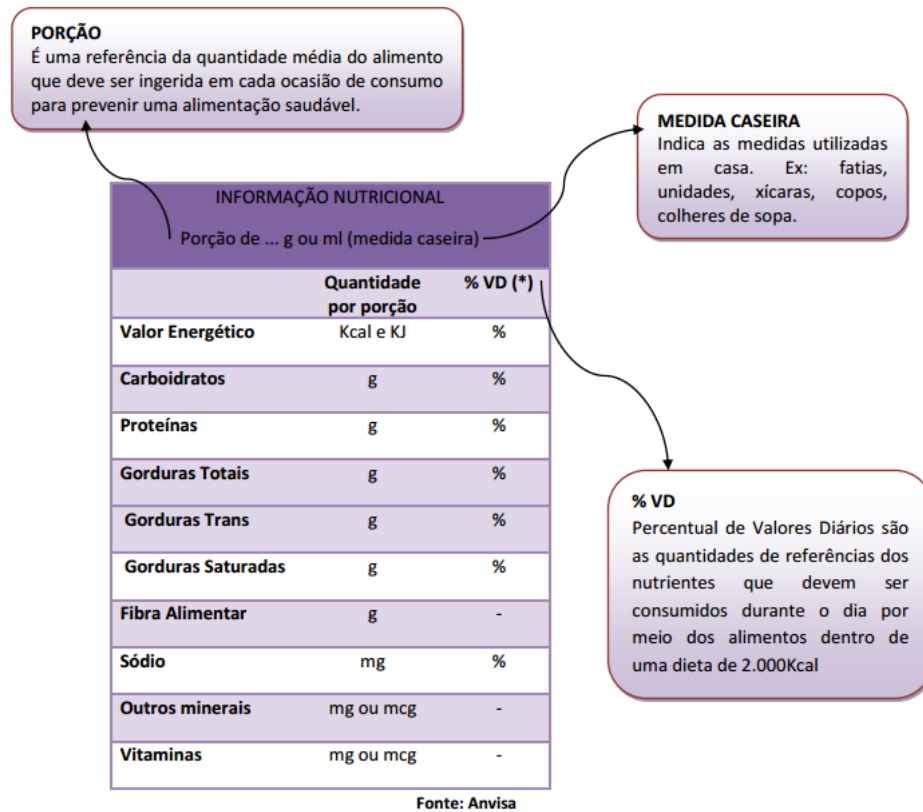 PORÇÃO
É uma referência da quantidade média do alimento
que deve ser ingerida em cada ocasião de consumo
para prevenir uma alimentação saudável.
MEDIDA CASEIRA
Indica as medidas utilizadas
em casa. Ex: fatias,
unidades, xícaras, copos,
colheres de sopa.
INFORMAÇÃO NUTRICIONAL
Porção de ... g ou ml (medida caseira)
Quantidade % VD (*)
por porção
Valor Energético Kcal e KJ %
Carboidratos g %
Proteínas g %
Gorduras Totais g %
Gorduras Trans g %
Gorduras Saturadas g %
Fibra Alimentar g -
Sódio mg %
Outros minerais mg ou mcg -
Vitaminas mg ou mcg -
% VD
Percentual de Valores Diários são
as quantidades de referências dos
nutrientes que devem ser
consumidos durante o dia por
meio dos alimentos dentro de
uma dieta de 2.000Kcal
Fonte: Anvisa